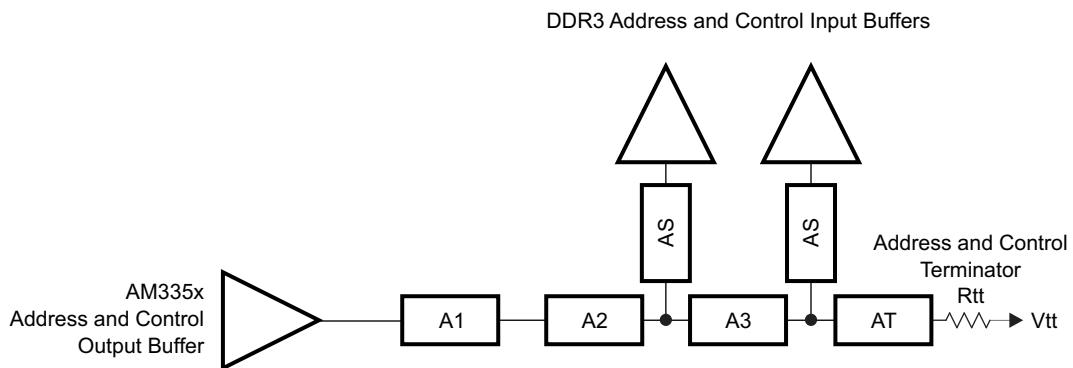 DDR3 Address and Control Input Buffers
AS
AS
Address and Control
Terminator
Rtt
AM335x
Address and Control
Output Buffer
A1
A2
A3
AT
Vtt